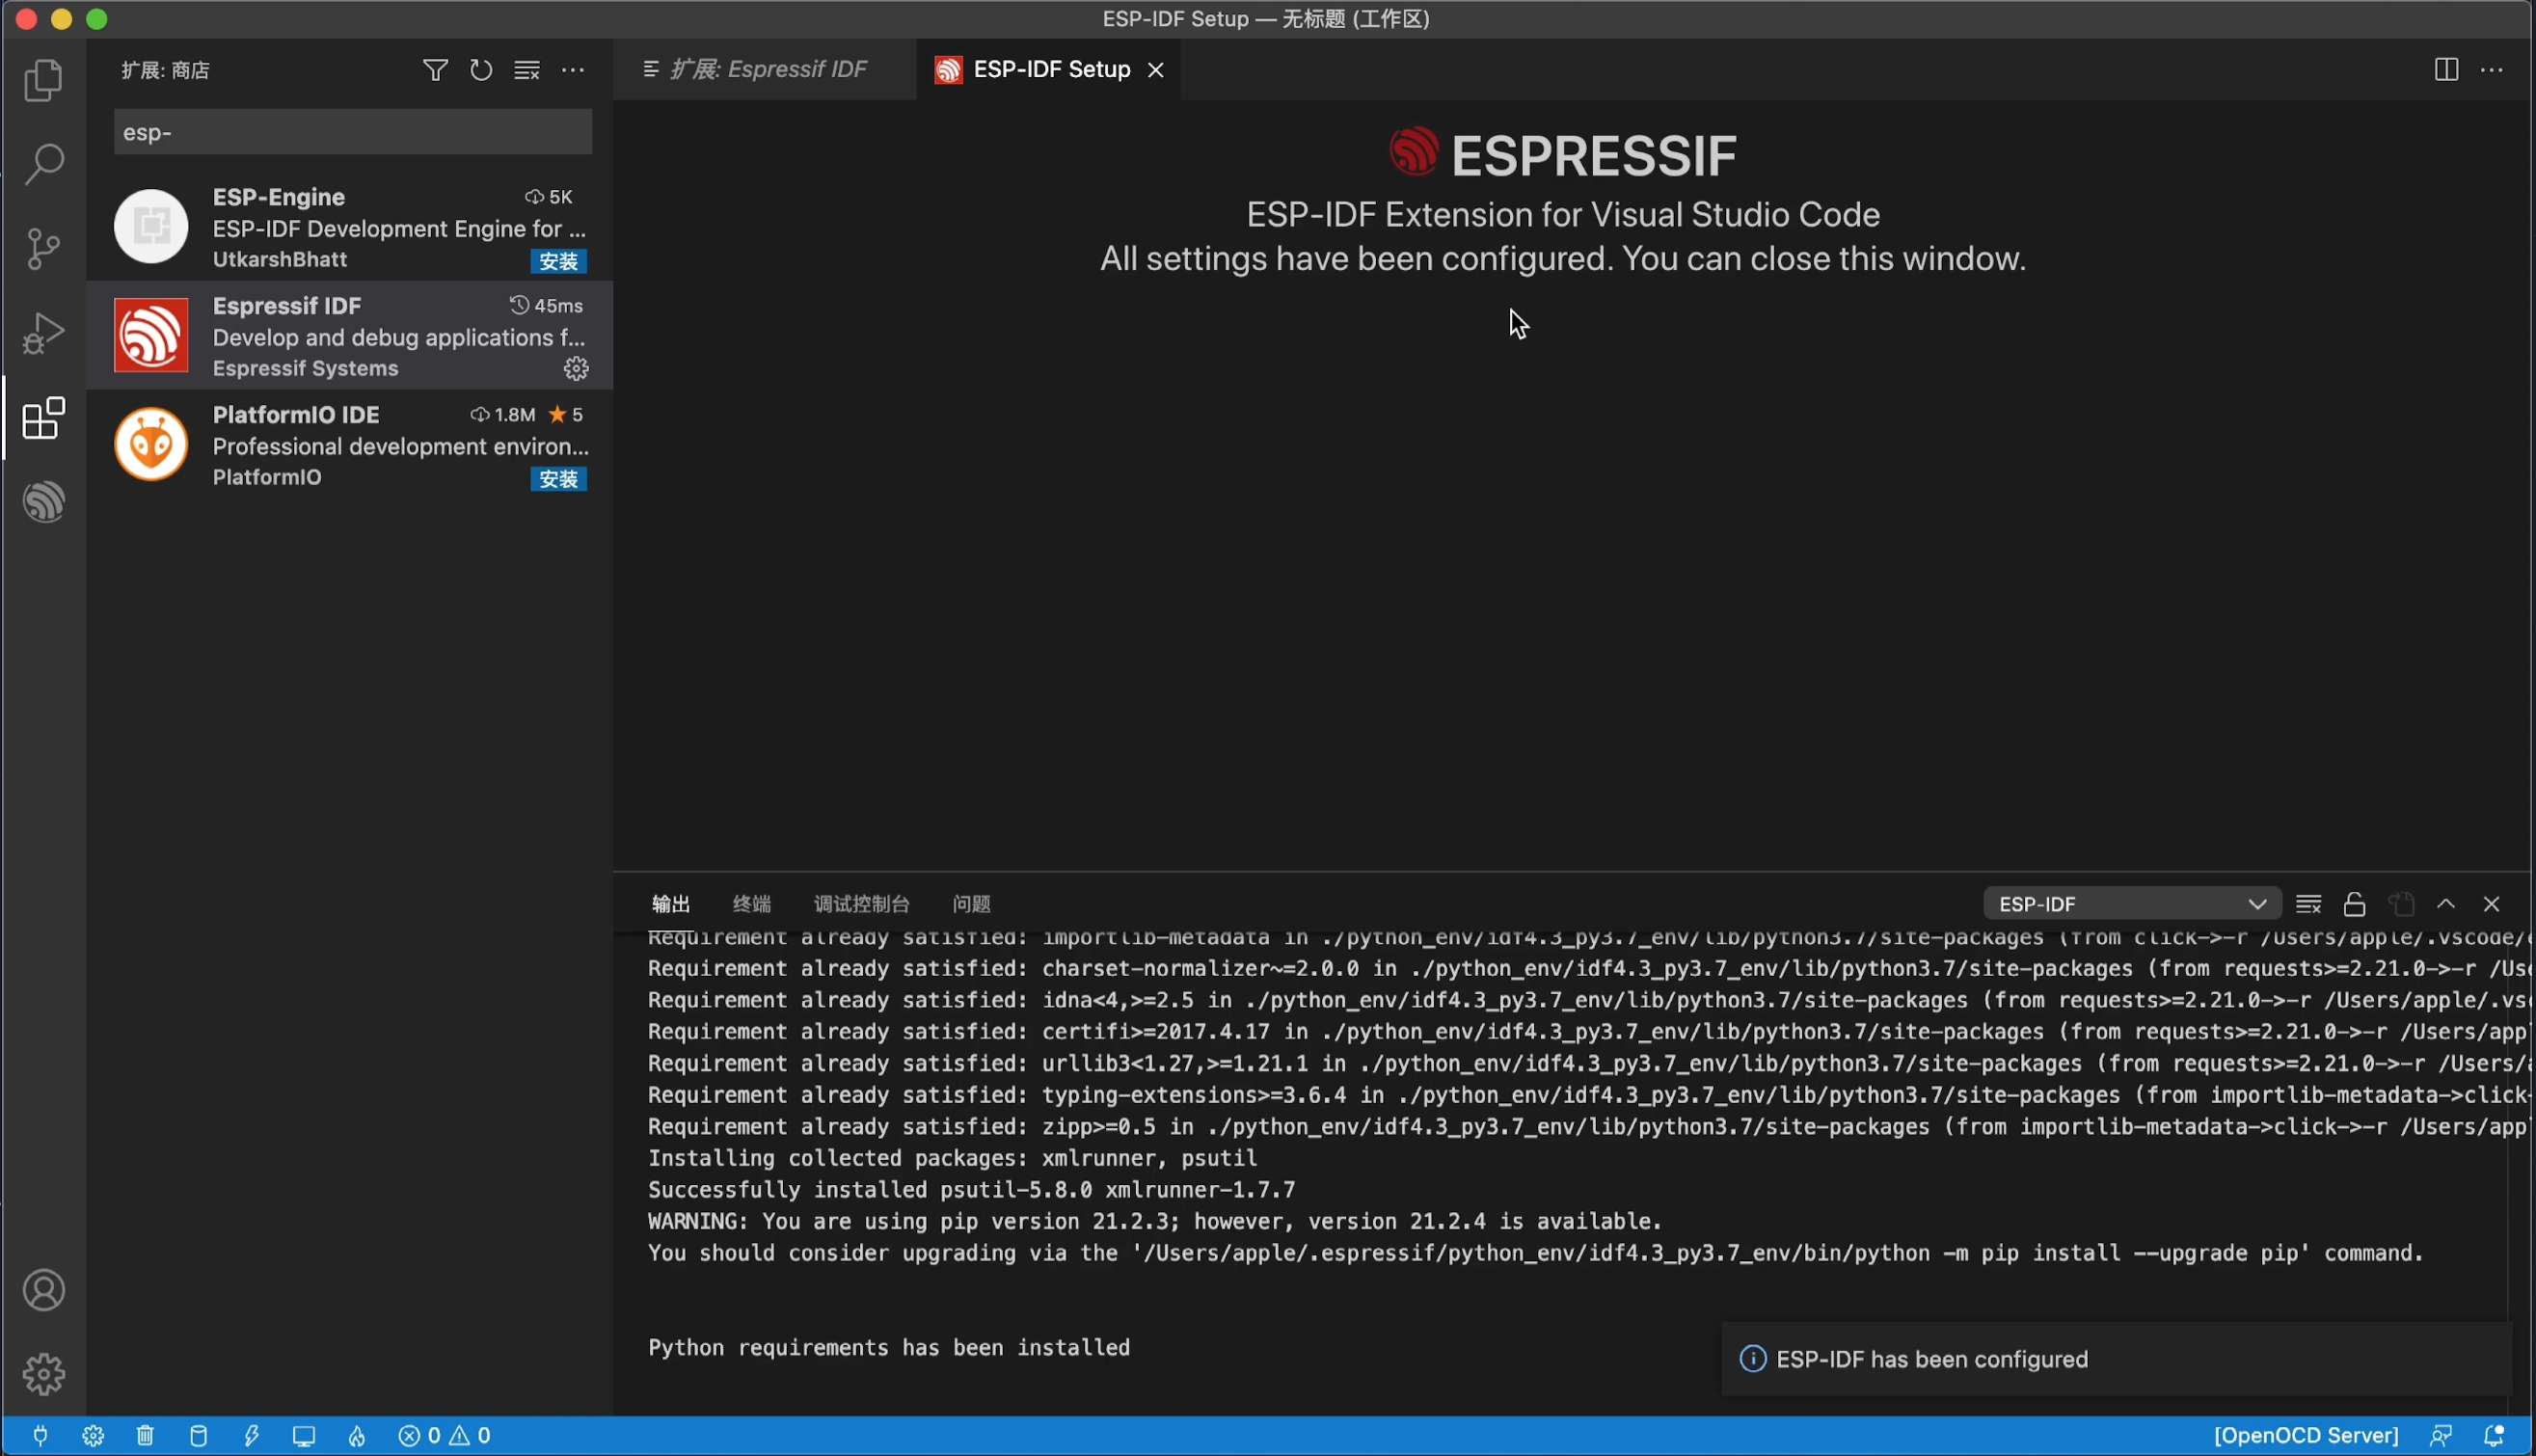 ESP-IDF Setup — 无标题 (工作区)
扩展: 商店
扩展: Espressif IDF
ESP-IDF Setup
esp-
ESP-Engine 5K
ESP-IDF Development Engine for ...
UtkarshBhatt 安装
Espressif IDF 45ms
Develop and debug applications f...
Espressif Systems
PlatformIO IDE 1.8M ★ 5
Professional development environ...
PlatformIO 安装
ESPRESSIF
ESP-IDF Extension for Visual Studio Code
All settings have been configured. You can close this window.
输出 终端 调试控制台 问题 ESP-IDF
Requirement already satisfied: importlib-metadata in ./python_env/idf4.3_py3.7_env/lib/python3.7/site-packages (from click->-r /Users/apple/.vscode/
Requirement already satisfied: charset-normalizer~=2.0.0 in ./python_env/idf4.3_py3.7_env/lib/python3.7/site-packages (from requests>=2.21.0->-r /Use
Requirement already satisfied: idna<4,>=2.5 in ./python_env/idf4.3_py3.7_env/lib/python3.7/site-packages (from requests>=2.21.0->-r /Users/apple/.vs
Requirement already satisfied: certifi>=2017.4.17 in ./python_env/idf4.3_py3.7_env/lib/python3.7/site-packages (from requests>=2.21.0->-r /Users/app
Requirement already satisfied: urllib3<1.27,>=1.21.1 in ./python_env/idf4.3_py3.7_env/lib/python3.7/site-packages (from requests>=2.21.0->-r /Users/
Requirement already satisfied: typing-extensions>=3.6.4 in ./python_env/idf4.3_py3.7_env/lib/python3.7/site-packages (from importlib-metadata->click-
Requirement already satisfied: zipp>=0.5 in ./python_env/idf4.3_py3.7_env/lib/python3.7/site-packages (from importlib-metadata->click->-r /Users/app
Installing collected packages: xmlrunner, psutil
Successfully installed psutil-5.8.0 xmlrunner-1.7.7
WARNING: You are using pip version 21.2.3; however, version 21.2.4 is available.
You should consider upgrading via the '/Users/apple/.espressif/python_env/idf4.3_py3.7_env/bin/python -m pip install --upgrade pip' command.
Python requirements has been installed
ESP-IDF has been configured
0 0 [OpenOCD Server]